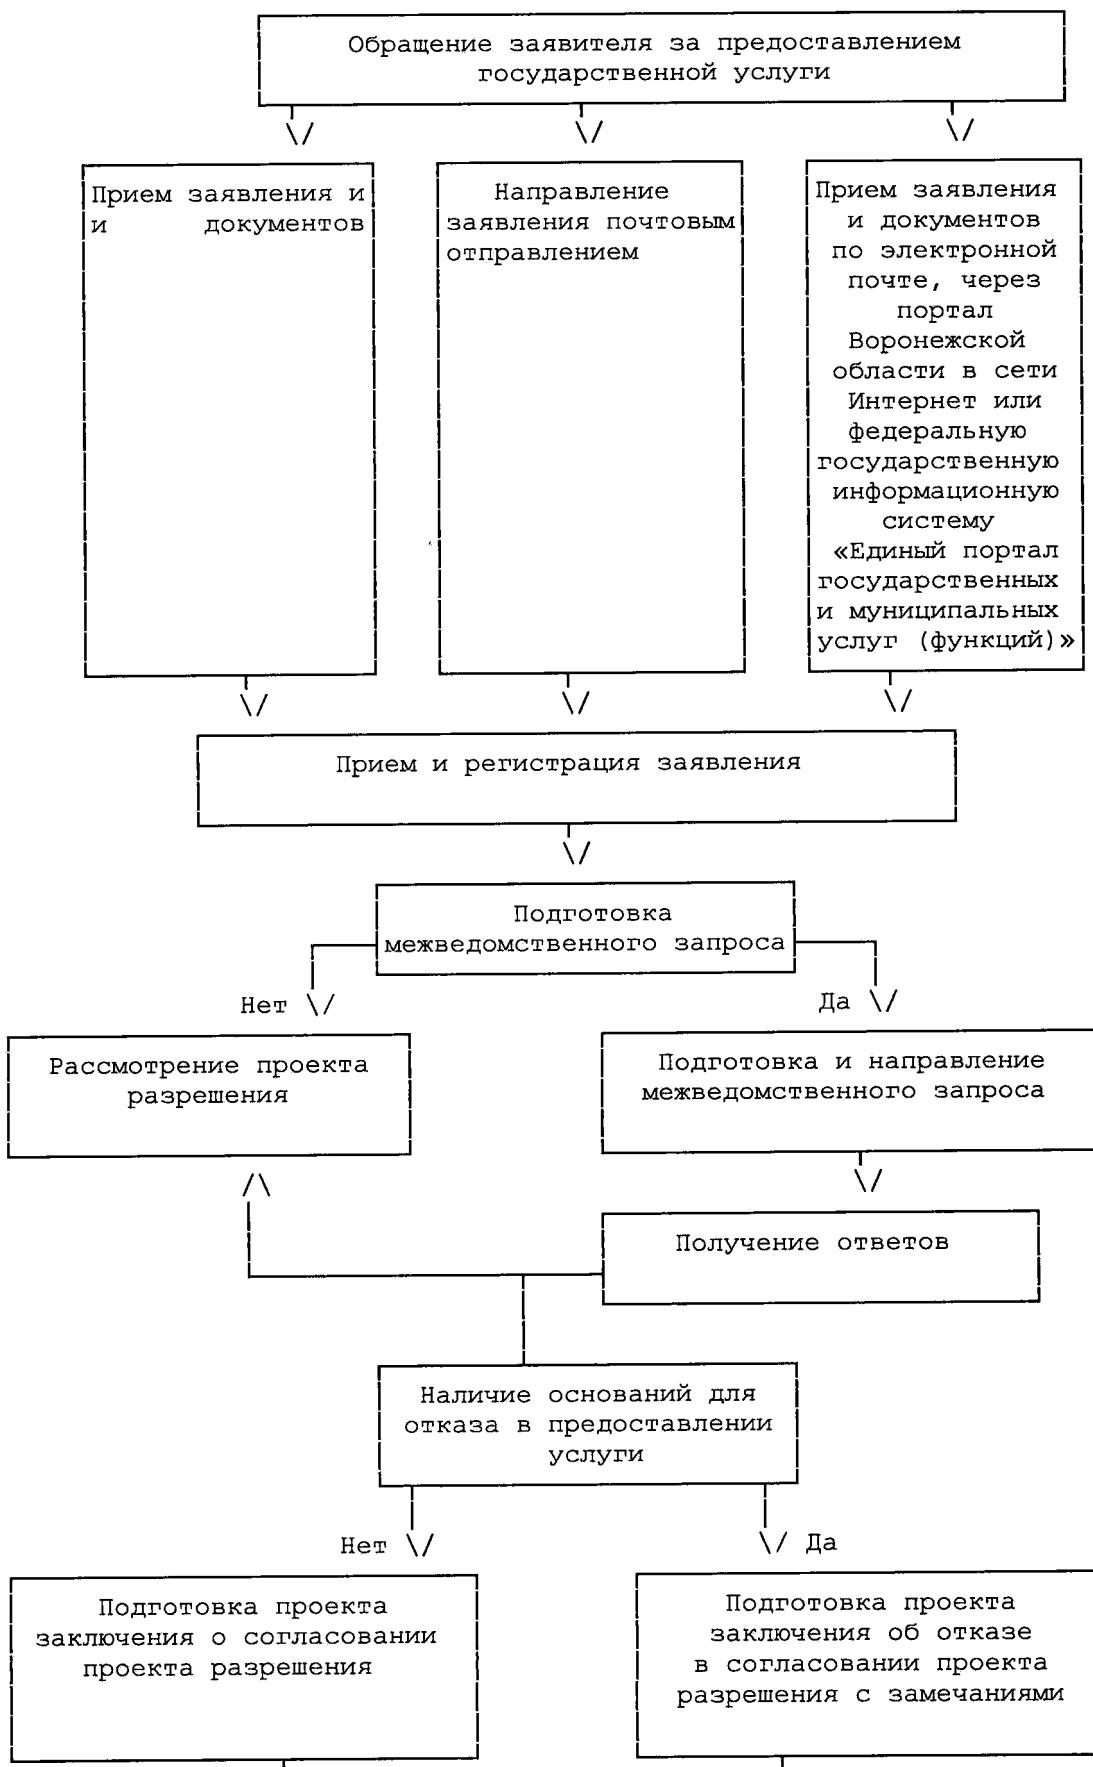 Обращение заявителя за предоставлением
государственной услуги
\/
\/
\/
Прием заявления и
и документов
Направление
заявления почтовым
отправлением
Прием заявления
и документов
по электронной
почте, через
портал
Воронежской
области в сети
Интернет или
федеральную
государственную
информационную
систему
«Единый портал
государственных
и муниципальных
услуг (функций)»
\/
\/
\/
Прием и регистрация заявления
\/
Подготовка
межведомственного запроса
Нет \/
Да \/
Рассмотрение проекта
разрешения
Подготовка и направление
межведомственного запроса
/\
\/
Получение ответов
Наличие оснований для
отказа в предоставлении
услуги
Нет \/
\/ Да
Подготовка проекта
заключения о согласовании
проекта разрешения
Подготовка проекта
заключения об отказе
в согласовании проекта
разрешения с замечаниями